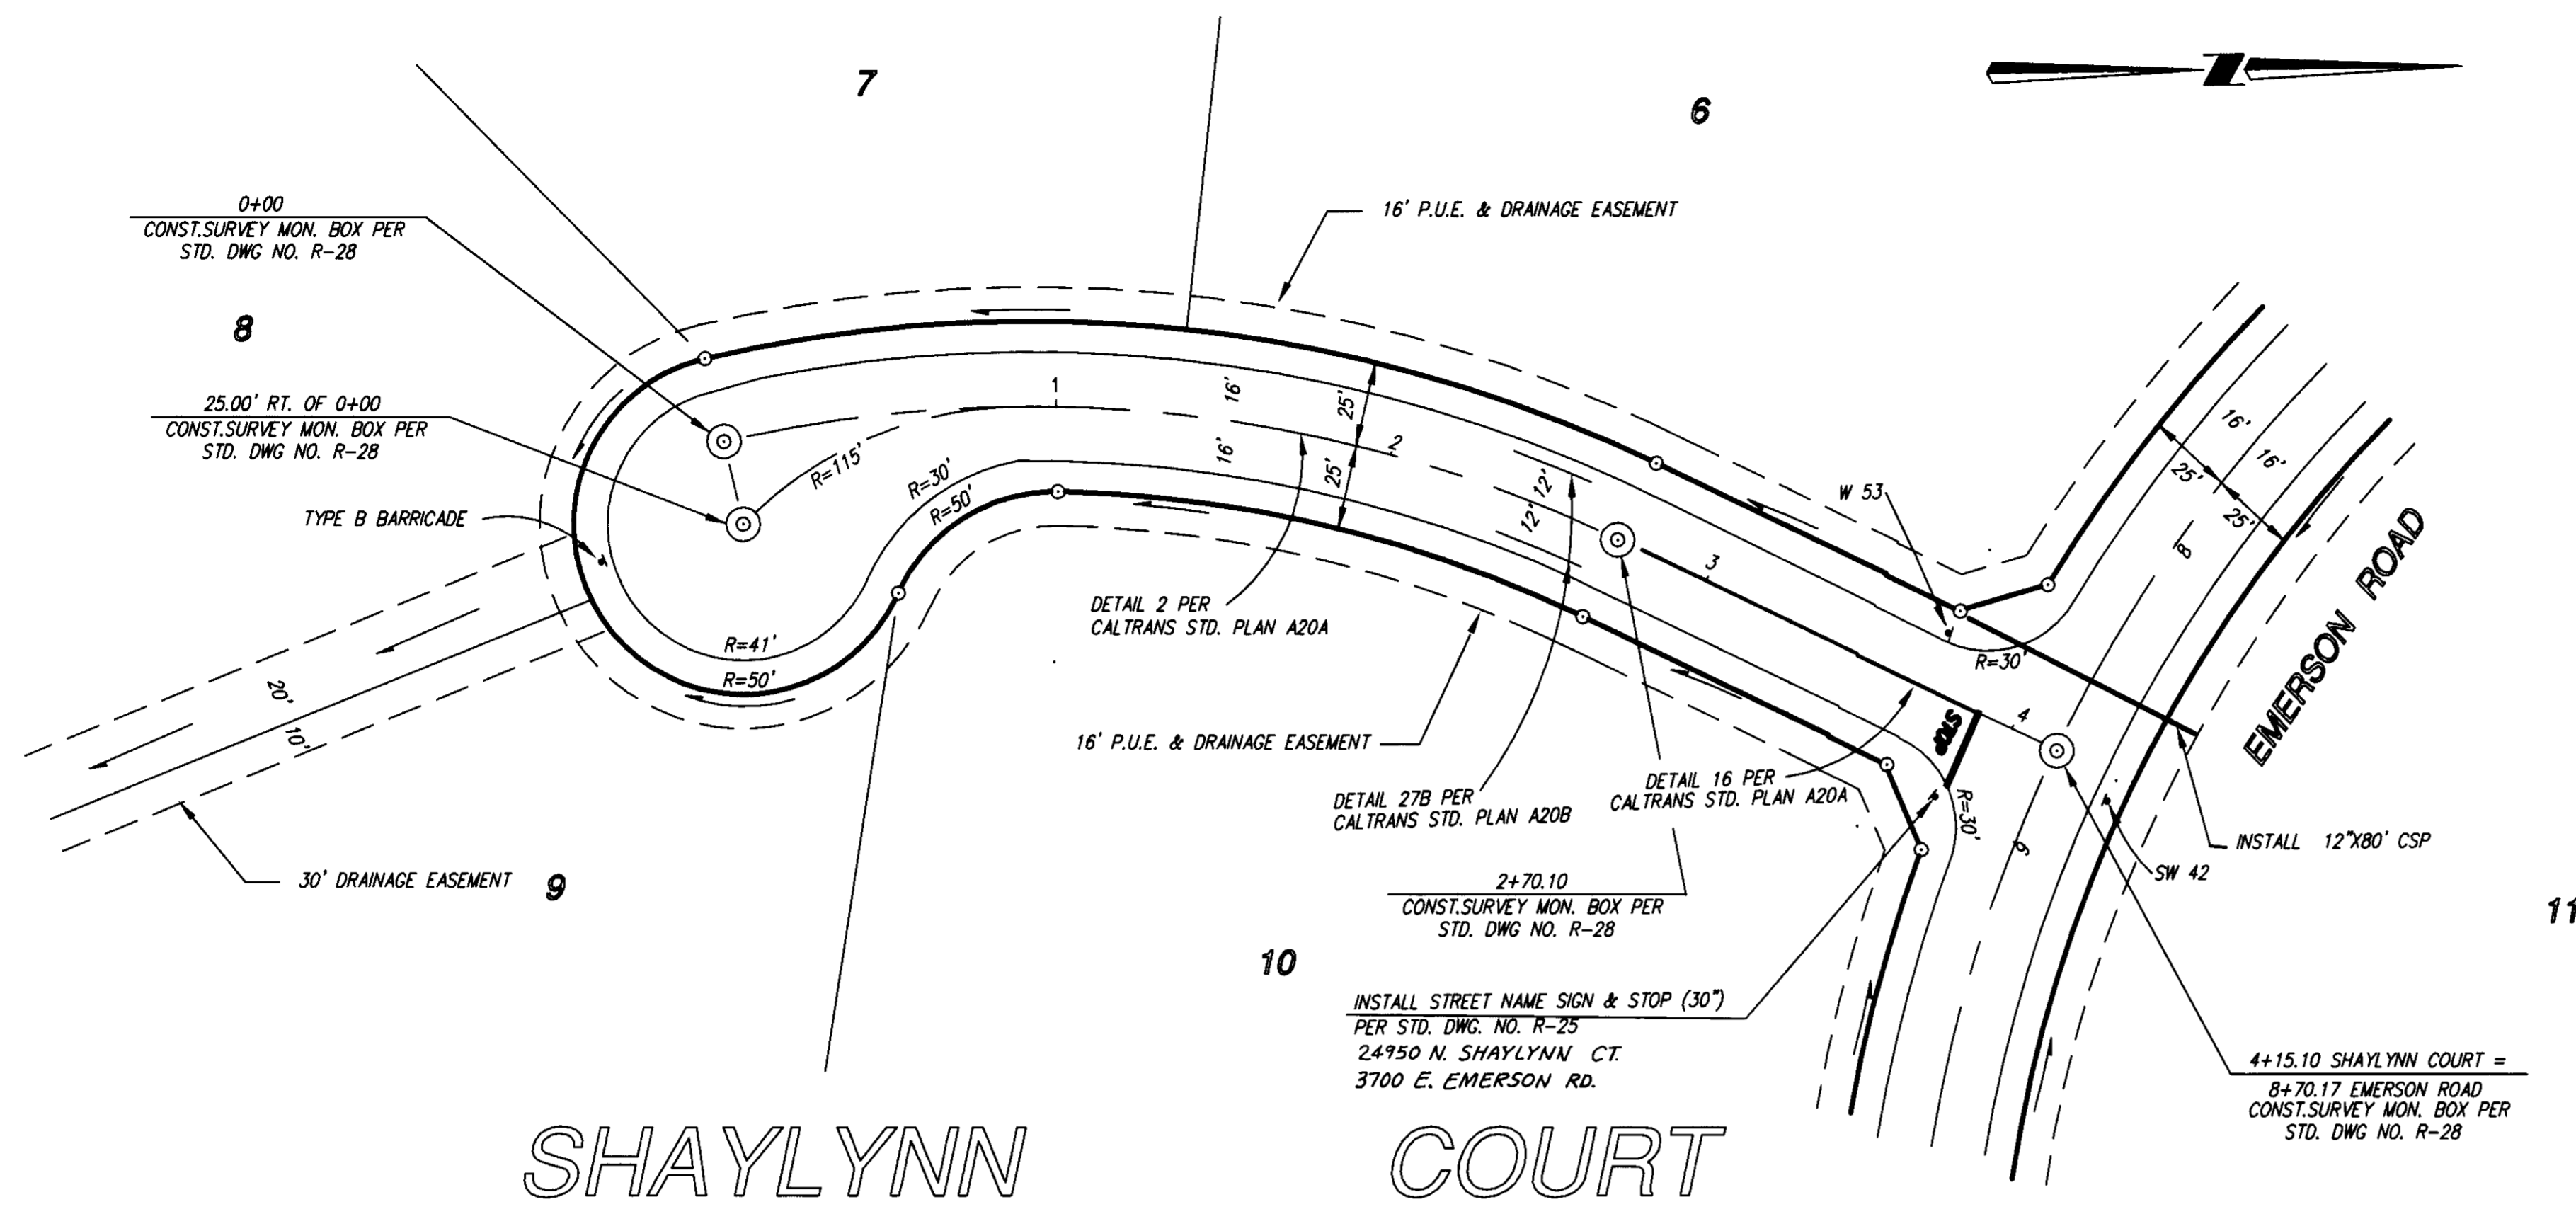 7
6
0+00
CONST.SURVEY MON. BOX PER
STD. DWG NO. R-28
16' P.U.E. & DRAINAGE EASEMENT
8
25.00' RT. OF 0+00
CONST.SURVEY MON. BOX PER
STD. DWG NO. R-28
TYPE B BARRICADE
1
16'
16'
25'
25'
2
R=115'
R=30'
R=50'
12'
12'
3
W 53
16'
16'
25'
25'
8
EMERSON ROAD
R=41'
R=50'
DETAIL 2 PER
CALTRANS STD. PLAN A20A
R=30'
20'
10'
16' P.U.E. & DRAINAGE EASEMENT
DETAIL 27B PER
CALTRANS STD. PLAN A20B
DETAIL 16 PER
CALTRANS STD. PLAN A20A
STOP
4
R=30'
9
INSTALL 12"X80' CSP
SW 42
30' DRAINAGE EASEMENT
9
2+70.10
CONST.SURVEY MON. BOX PER
STD. DWG NO. R-28
11
10
INSTALL STREET NAME SIGN & STOP (30")
PER STD. DWG. NO. R-25
24950 N. SHAYLYNN CT.
3700 E. EMERSON RD.
4+15.10 SHAYLYNN COURT =
8+70.17 EMERSON ROAD
CONST.SURVEY MON. BOX PER
STD. DWG NO. R-28
SHAYLYNN COURT